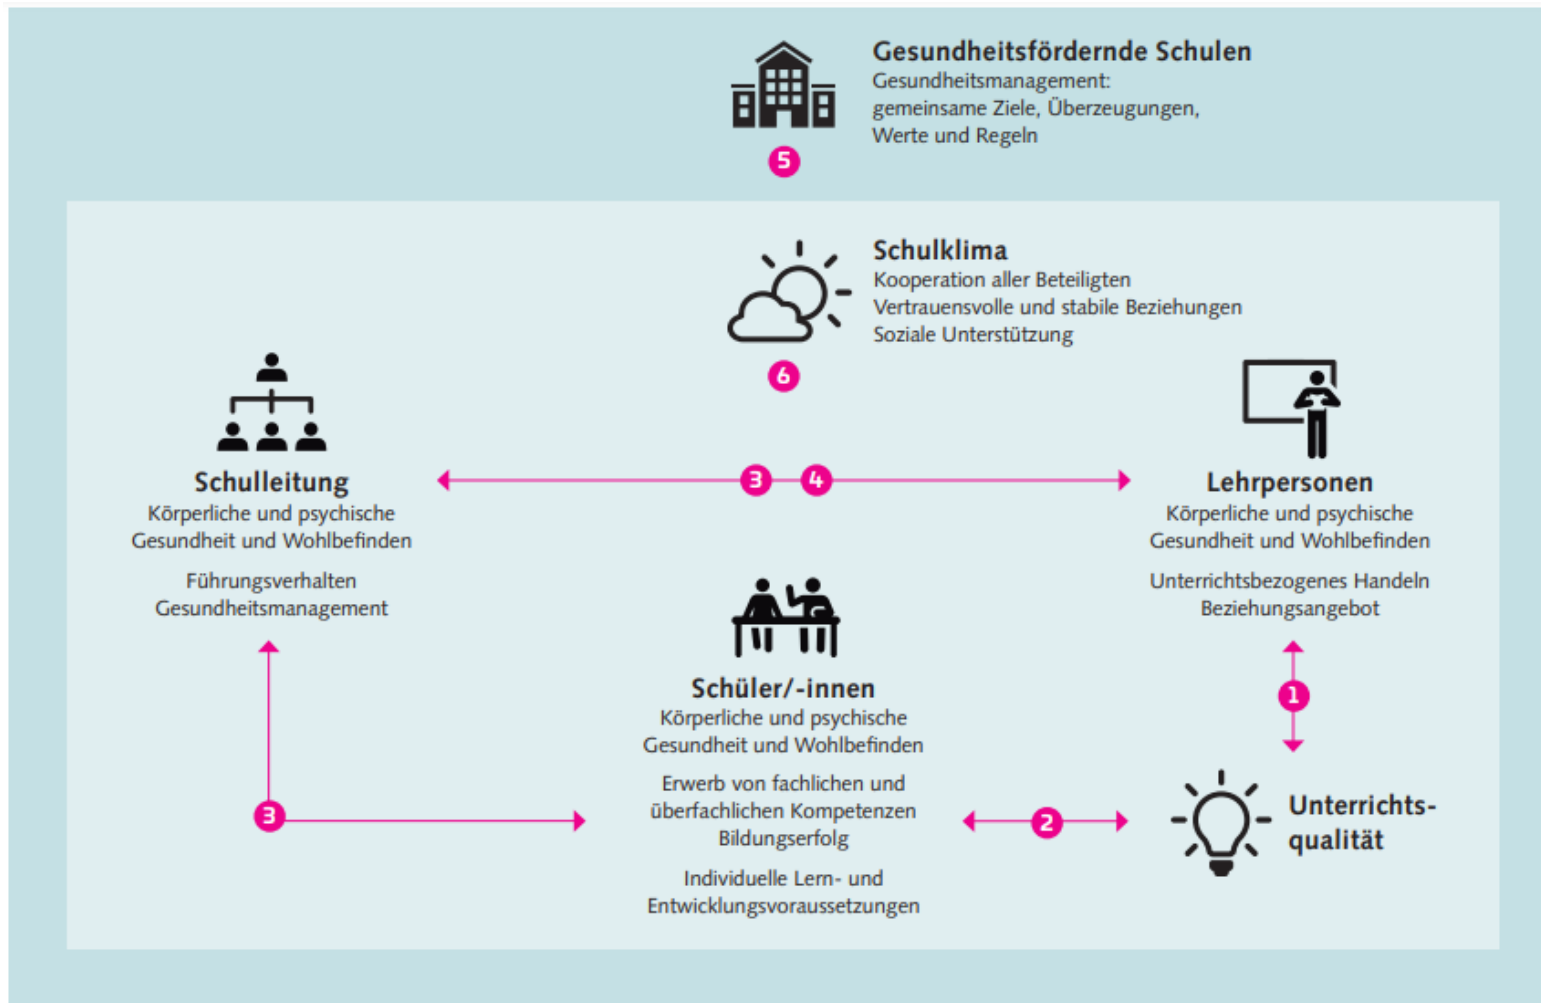 Gesundheitsfördernde Schulen
Gesundheitsmanagement:
gemeinsame Ziele, Überzeugungen,
Werte und Regeln
5
Schulklima
Kooperation aller Beteiligten
Vertrauensvolle und stabile Beziehungen
Soziale Unterstützung
6
Schulleitung
Körperliche und psychische
Gesundheit und Wohlbefinden
Führungsverhalten
Gesundheitsmanagement
3
4
Lehrpersonen
Körperliche und psychische
Gesundheit und Wohlbefinden
Unterrichtsbezogenes Handeln
Beziehungsangebot
1
Schüler/-innen
Körperliche und psychische
Gesundheit und Wohlbefinden
Erwerb von fachlichen und
überfachlichen Kompetenzen
Bildungserfolg
Individuelle Lern- und
Entwicklungsvoraussetzungen
3
2
Unterrichts-
qualität